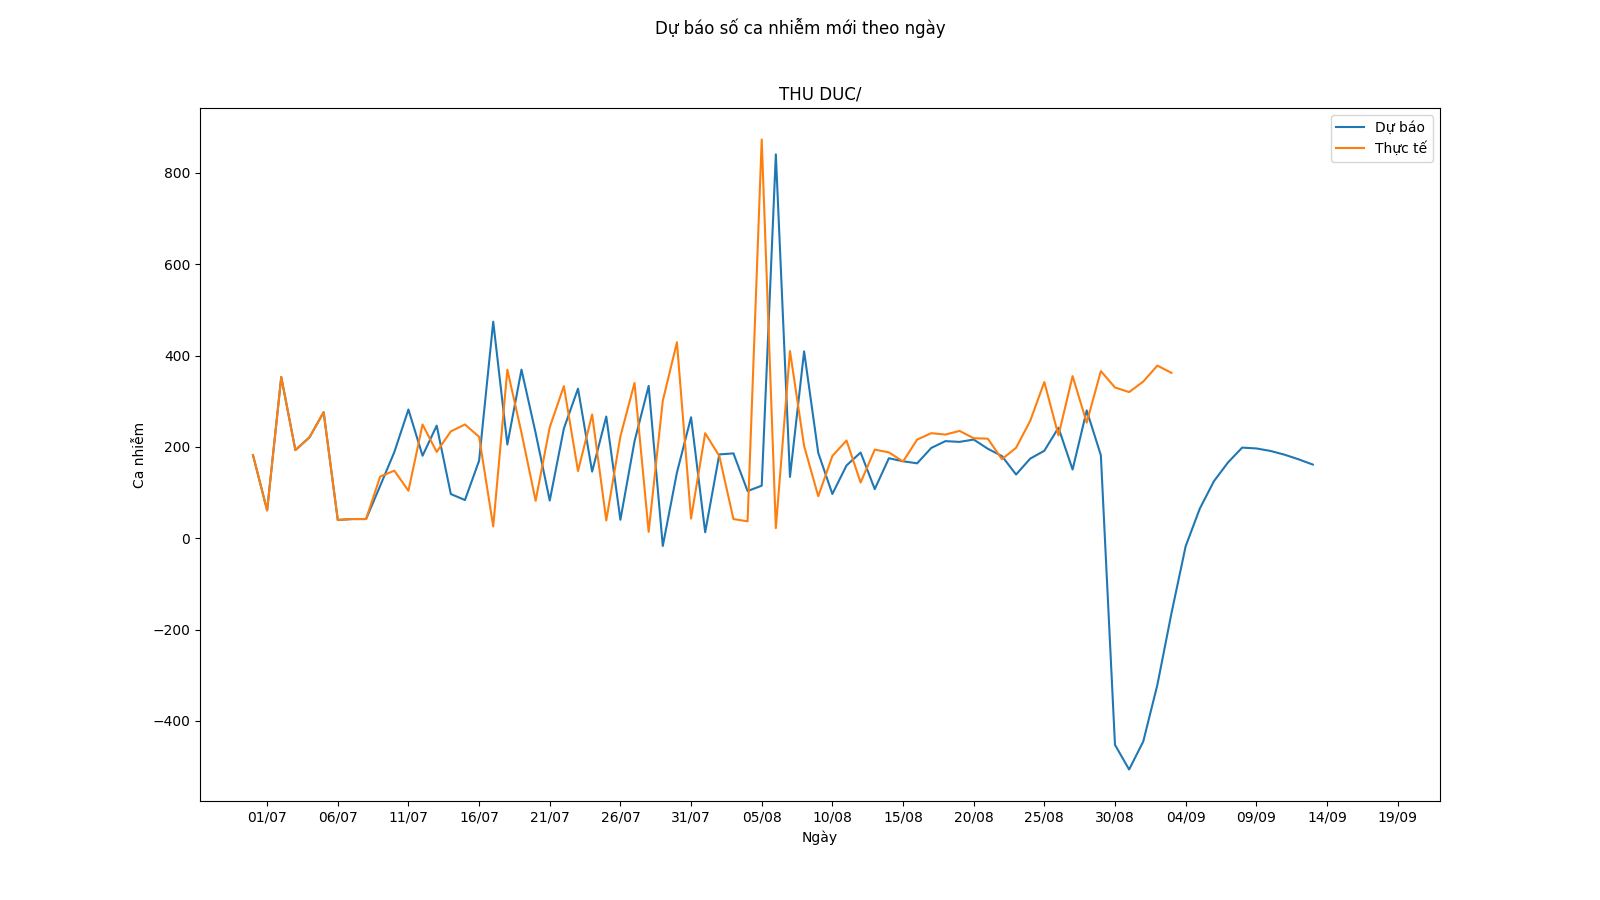 Dự báo số ca nhiễm mới theo ngày
THU DUC/
Dự báo
Thực tế
800
600
400
200
0
−200
−400
Ca nhiễm
01/07 06/07 11/07 16/07 21/07 26/07 31/07 05/08 10/08 15/08 20/08 25/08 30/08 04/09 09/09 14/09 19/09
Ngày